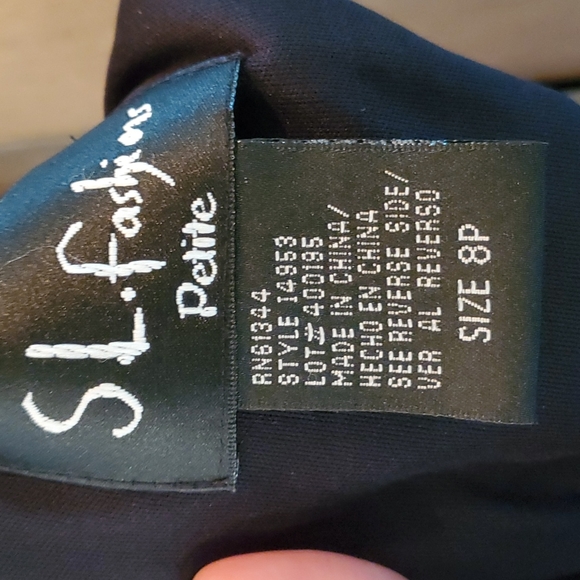 S L. fashions
Petite
RN61344
STYLE 14953
LOT# 400195
MADE IN CHINA/
HECHO EN CHINA
SEE REVERSE SIDE/
VER AL REVERSO
SIZE 8P